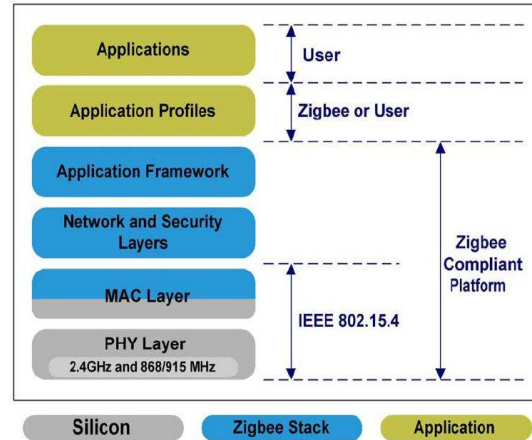 Applications
User
Application Profiles
Zigbee or User
Application Framework
Network and Security
Layers
Zigbee
Compliant
Platform
MAC Layer
IEEE 802.15.4
PHY Layer
2.4GHz and 868/915 MHz
Silicon
Zigbee Stack
Application